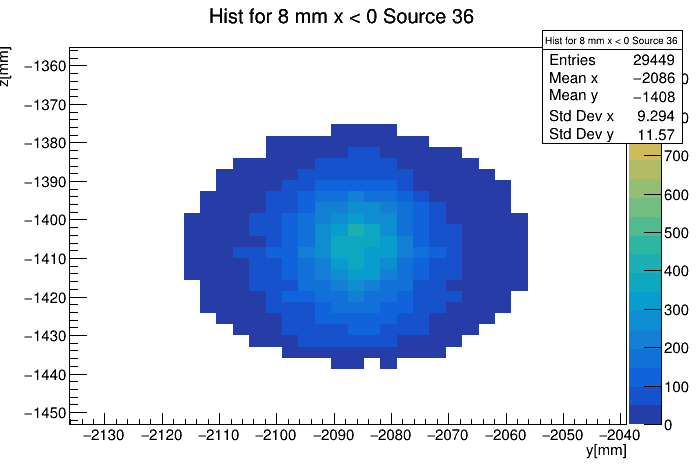 Hist for 8 mm x < 0 Source 36
z[mm]
Hist for 8 mm x < 0 Source 36
Entries 29449
Mean x −2086
Mean y −1408
Std Dev x 9.294
Std Dev y 11.57
−1360
−1370
−1380
−1390
−1400
−1410
−1420
−1430
−1440
−1450
700
600
500
400
300
200
100
0
−2130 −2120 −2110 −2100 −2090 −2080 −2070 −2060 −2050 −2040
y[mm]